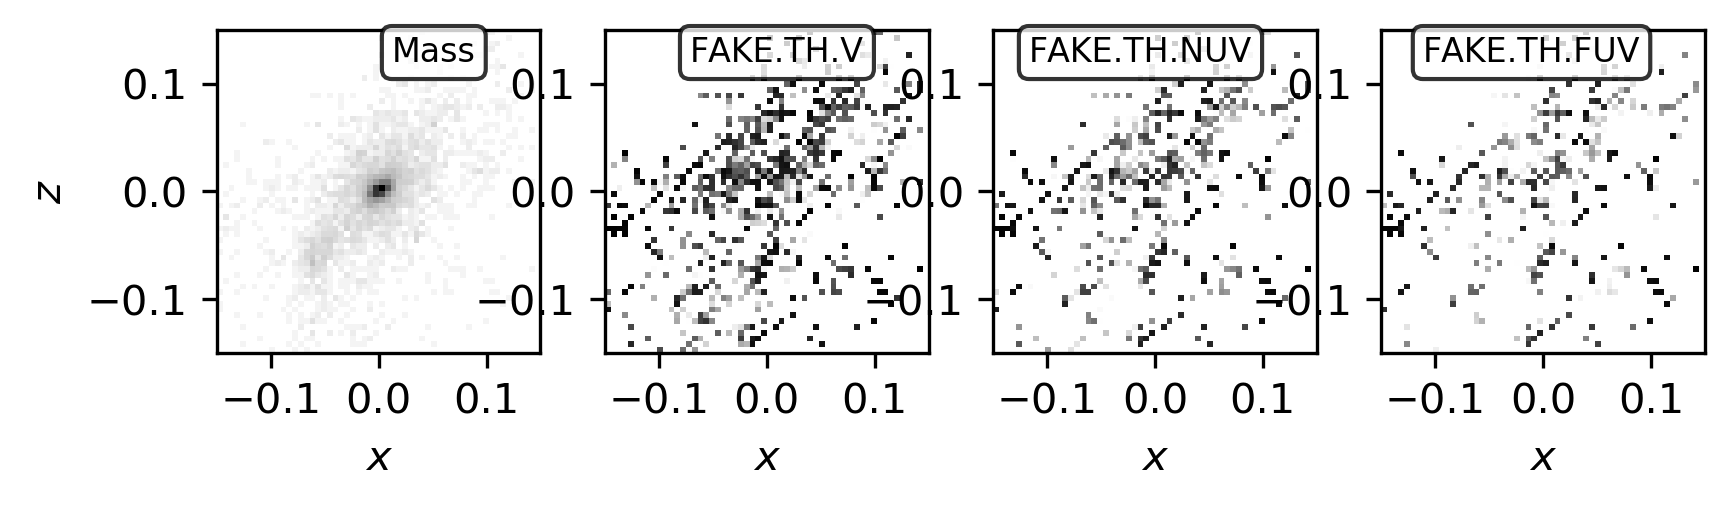 Mass
FAKE.TH.V
FAKE.TH.NUV
FAKE.TH.FUV
0.1 0.1 0.1 0.1
0.0 0.0 0.0 0.0
−0.1 −0.1 −0.1 −0.1
z
−0.1 0.0 0.1 −0.1 0.0 0.1 −0.1 0.0 0.1 −0.1 0.0 0.1
x x x x